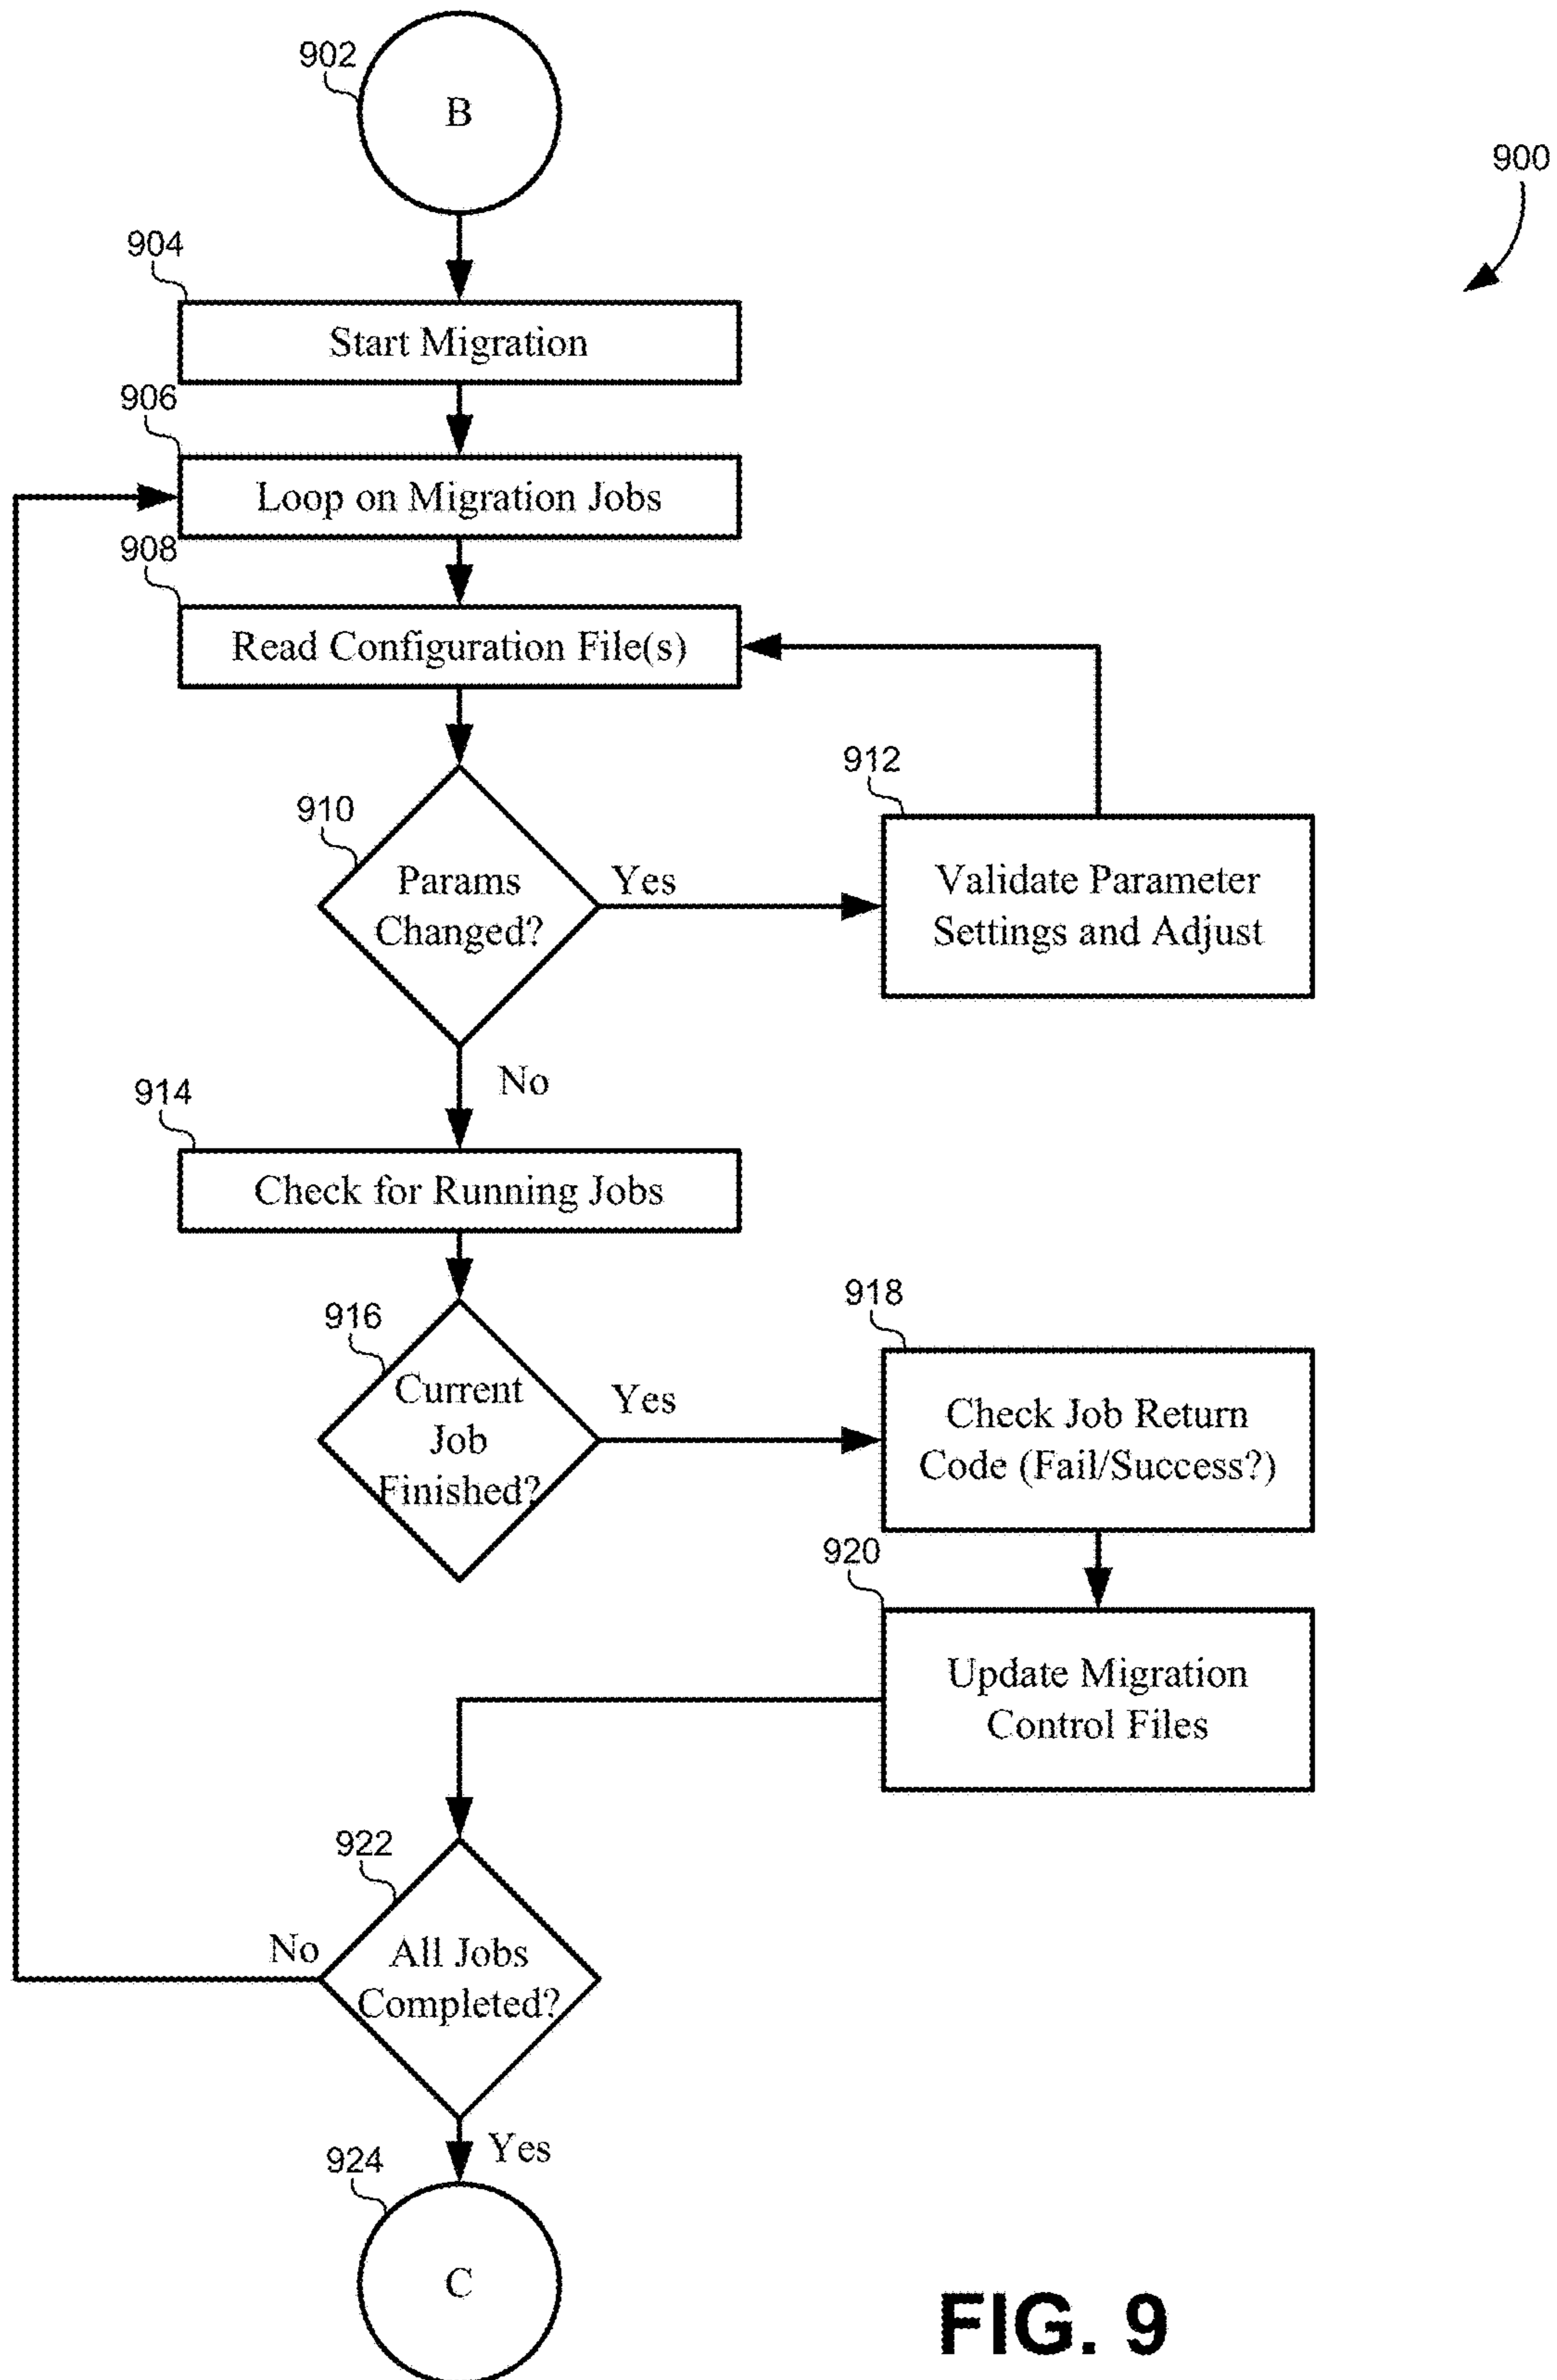 902
B
900
904
Start Migration
906
Loop on Migration Jobs
908
Read Configuration File(s)
910
Params
Changed?
Yes
912
Validate Parameter
Settings and Adjust
No
914
Check for Running Jobs
916
Current
Job
Finished?
Yes
918
Check Job Return
Code (Fail/Success?)
920
Update Migration
Control Files
922
No
All Jobs
Completed?
Yes
924
C
FIG. 9